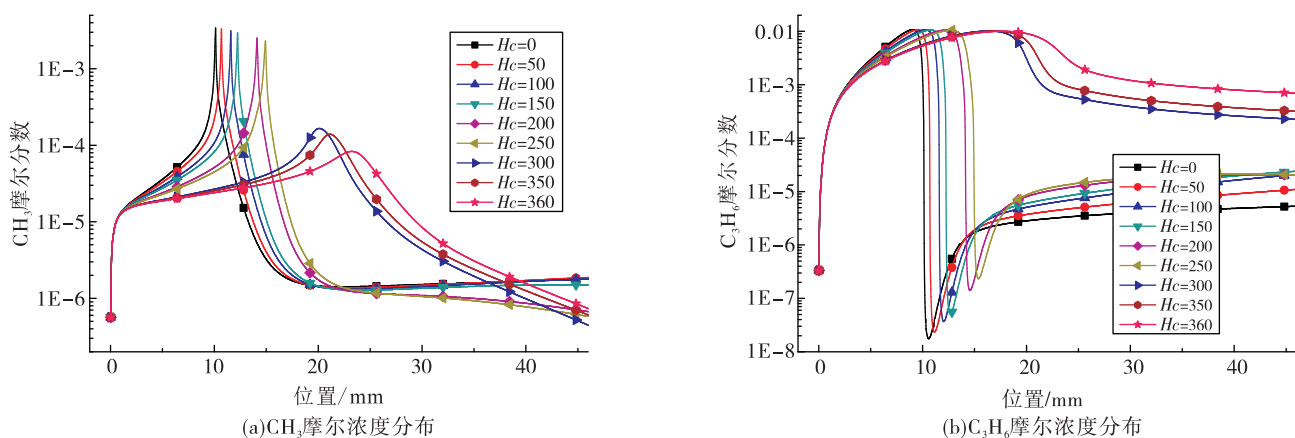 CH₃摩尔分数
1E−3
1E−4
1E−5
1E−6
0 10 20 30 40
位置/mm
Hc=0
Hc=50
Hc=100
Hc=150
Hc=200
Hc=250
Hc=300
Hc=350
Hc=360
(a)CH₃摩尔浓度分布
C₃H₆摩尔分数
0.01
1E−3
1E−4
1E−5
1E−6
1E−7
1E−8
0 10 20 30 40
位置/mm
Hc=0
Hc=50
Hc=100
Hc=150
Hc=200
Hc=250
Hc=300
Hc=350
Hc=360
(b)C₃H₆摩尔浓度分布